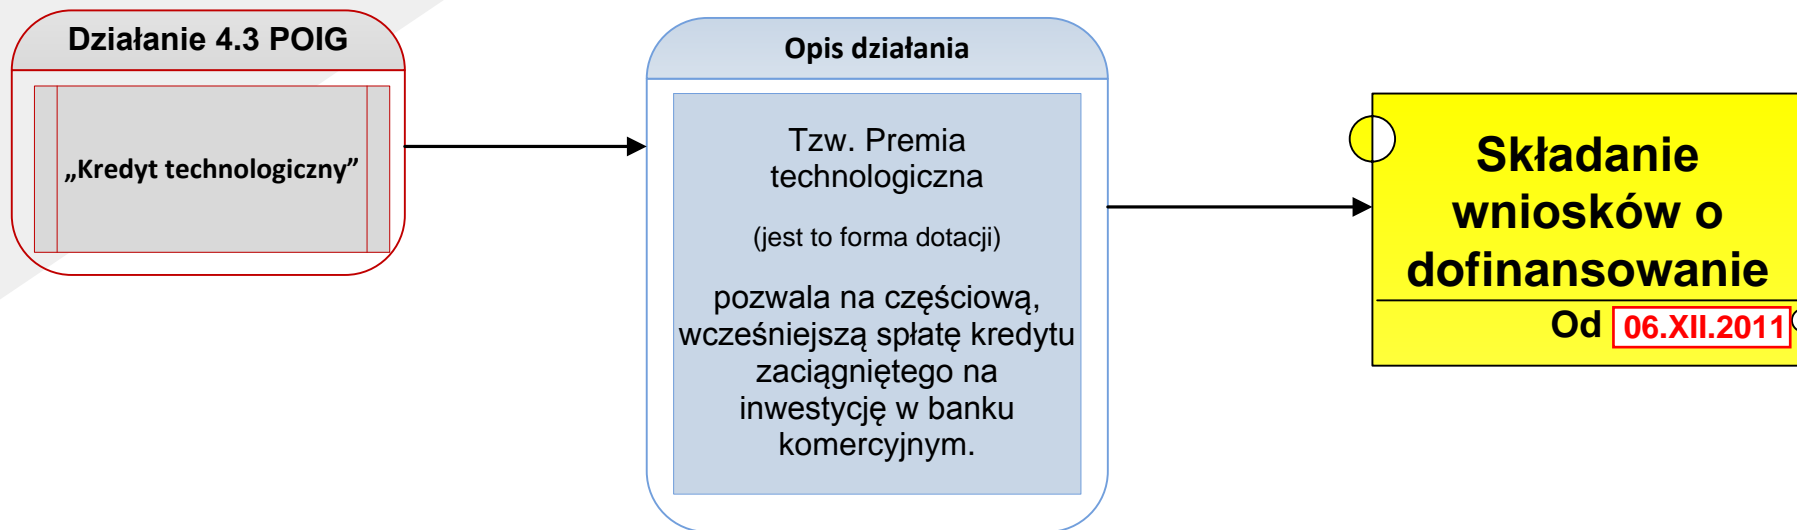 Działanie 4.3 POIG
„Kredyt technologiczny”
Opis działania
Tzw. Premia
technologiczna
(jest to forma dotacji)
pozwala na częściową,
wcześniejszą spłatę kredytu
zaciągniętego na
inwestycję w banku
komercyjnym.
Składanie
wniosków o
dofinansowanie
Od 06.XII.2011